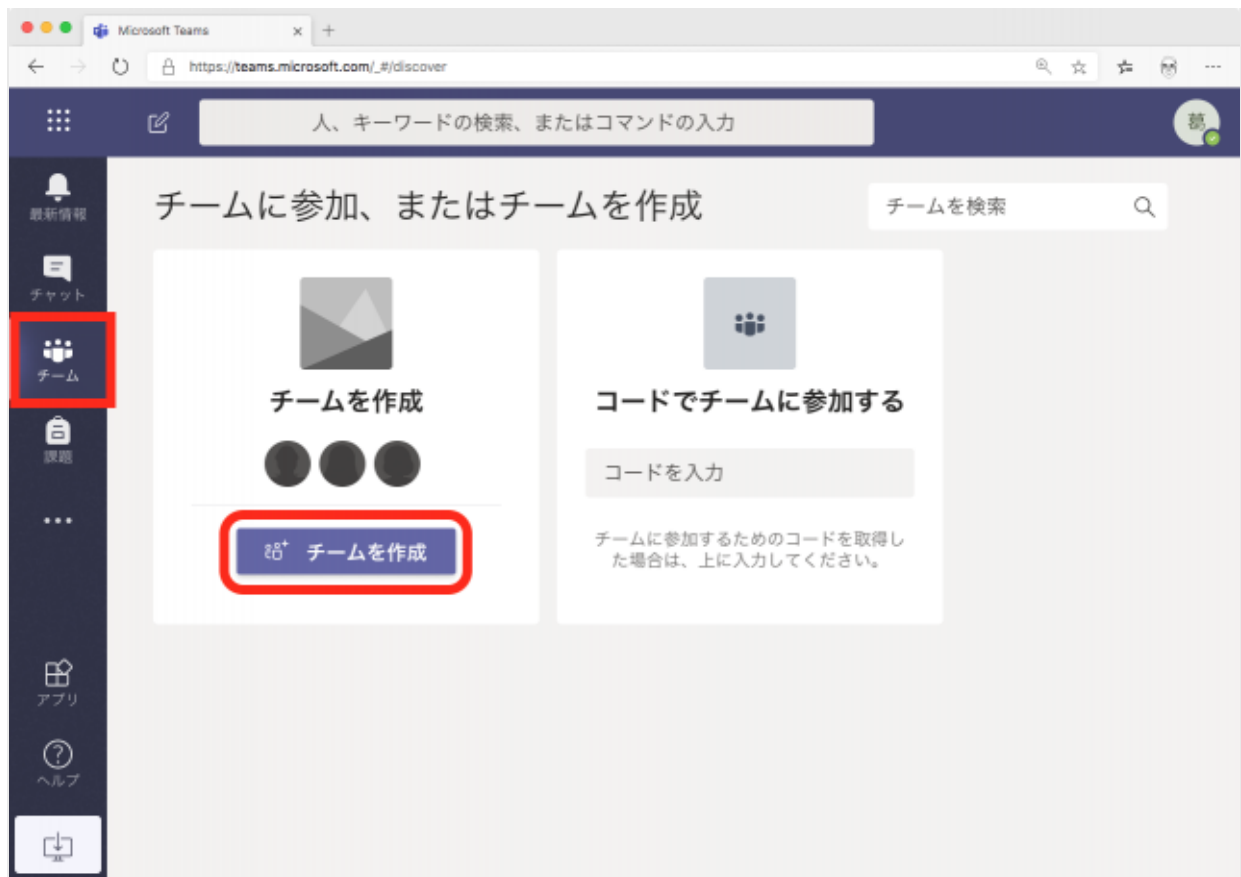 Microsoft Teams
https://teams.microsoft.com/_#/discover
人、キーワードの検索、またはコマンドの入力
葛
最新情報
チャット
チーム
課題
アプリ
ヘルプ
チームに参加、またはチームを作成
チームを検索
チームを作成
チームを作成
コードでチームに参加する
コードを入力
チームに参加するためのコードを取得し
た場合は、上に入力してください。